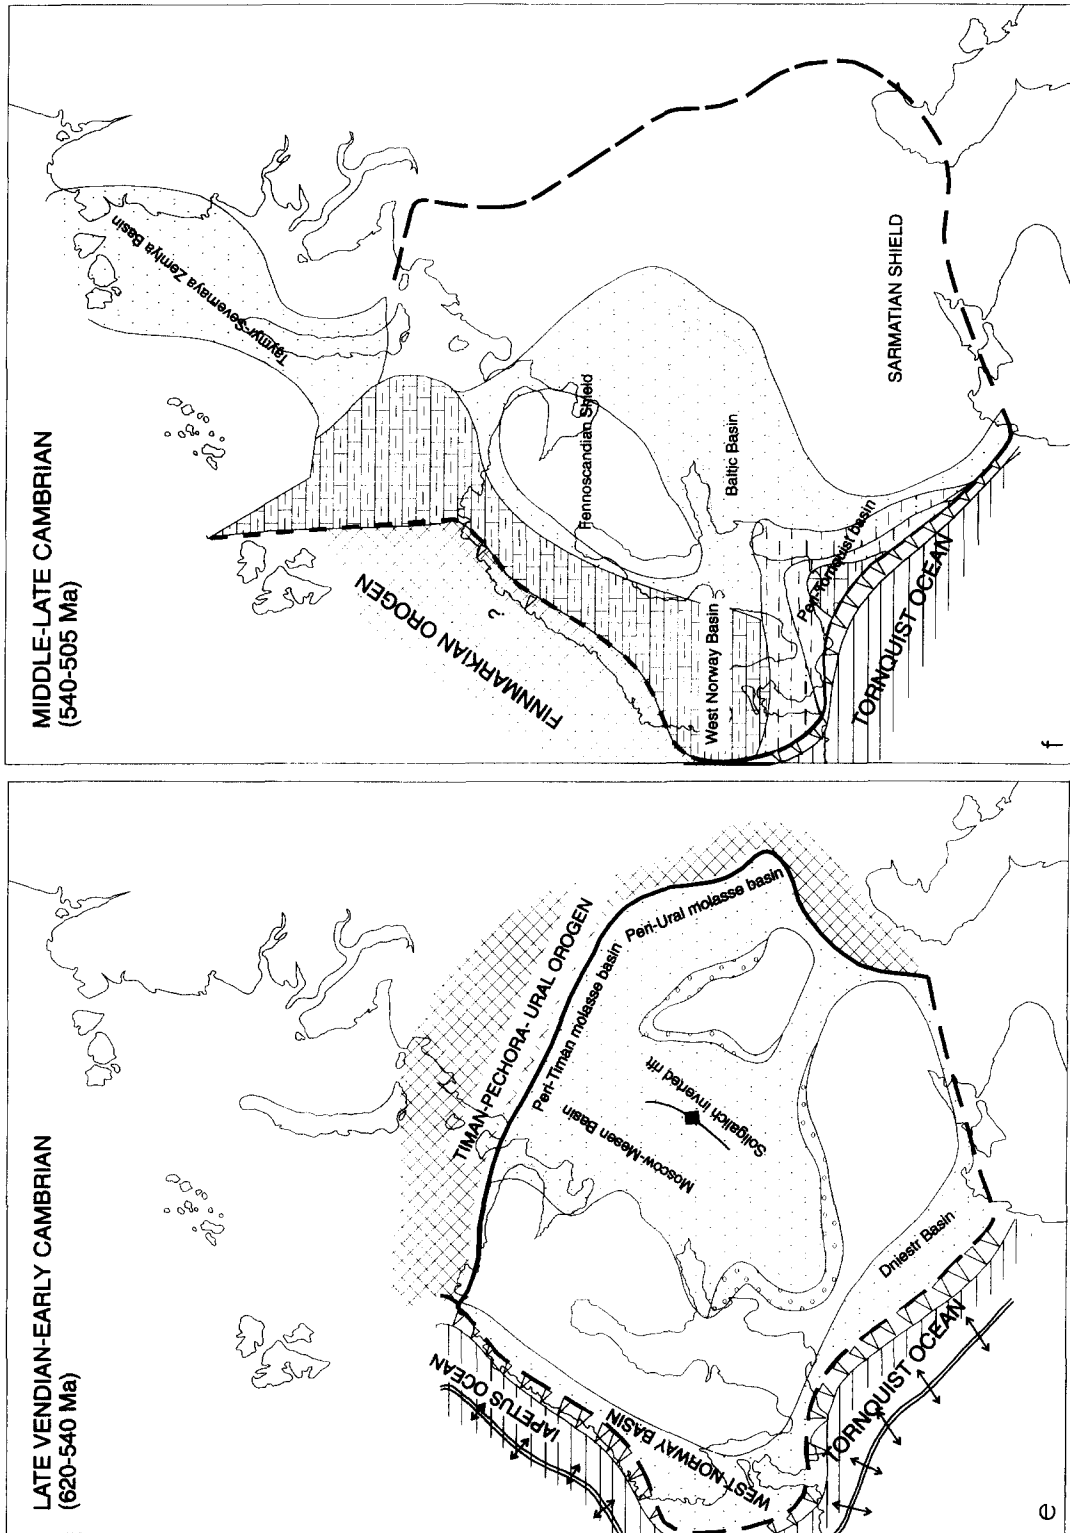 LATE VENDIAN-EARLY CAMBRIAN
(620-540 Ma)
TIMAN-PECHORA- URAL OROGEN
Peri-Timan molasse basin
Peri-Ural molasse basin
Moscow-Mesen Basin
Soligalich inverted rift
IAPETUS OCEAN
WEST NORWAY BASIN
Dniestr Basin
TORNQUIST OCEAN
e
MIDDLE-LATE CAMBRIAN
(540-505 Ma)
Taymyr-Severnaya Zemlya Basin
FINNMARKIAN OROGEN
?
Fennoscandian Shield
Baltic Basin
West Norway Basin
Peri-Tornquist basin
SARMATIAN SHIELD
TORNQUIST OCEAN
f